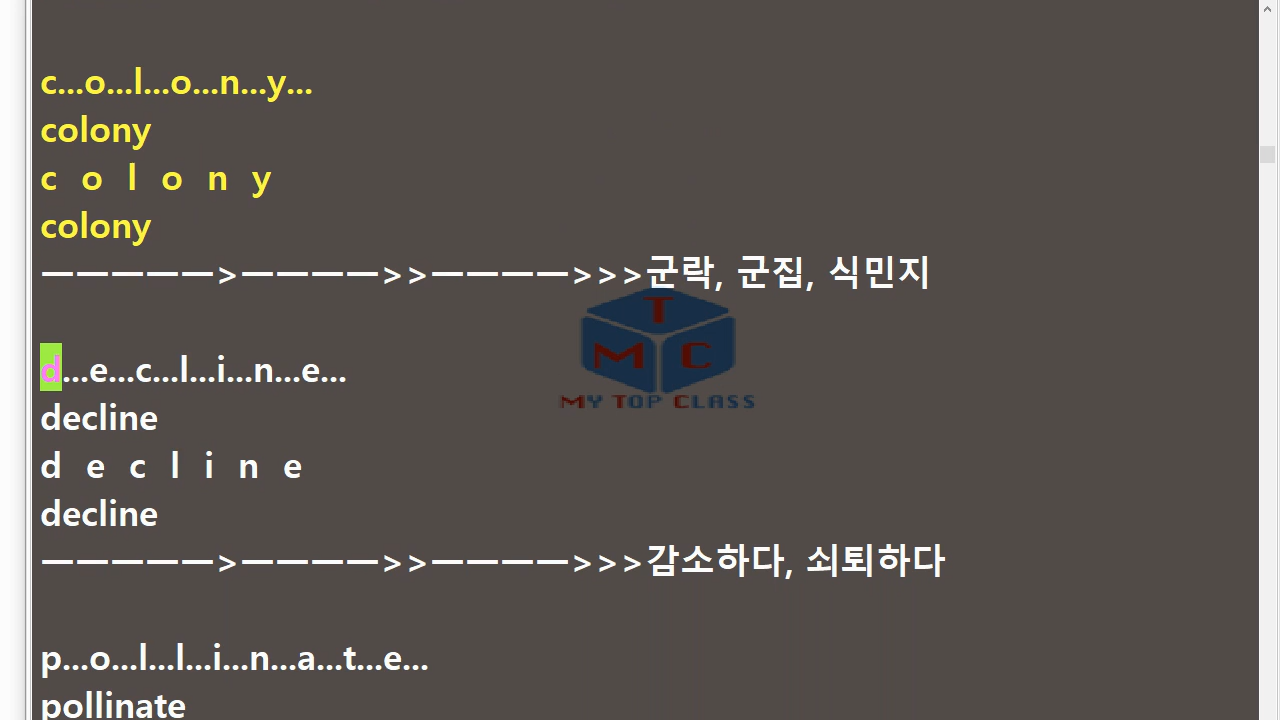 c...o...l...o...n...y...
colony
c o l o n y
colony
—————>————>>————>>>군락, 군집, 식민지
T
M C
MY TOP CLASS
d...e...c...l...i...n...e...
decline
d e c l i n e
decline
—————>————>>————>>>감소하다, 쇠퇴하다
p...o...l...l...i...n...a...t...e...
pollinate